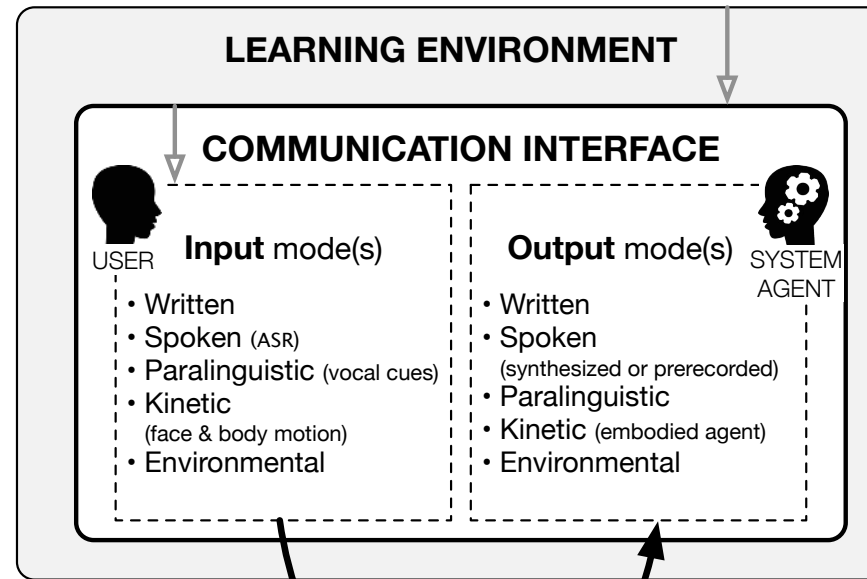 LEARNING ENVIRONMENT
COMMUNICATION INTERFACE
USER
Input mode(s)
• Written
• Spoken (ASR)
• Paralinguistic (vocal cues)
• Kinetic
(face & body motion)
• Environmental
Output mode(s)
• Written
• Spoken
(synthesized or prerecorded)
• Paralinguistic
• Kinetic (embodied agent)
• Environmental
SYSTEM
AGENT